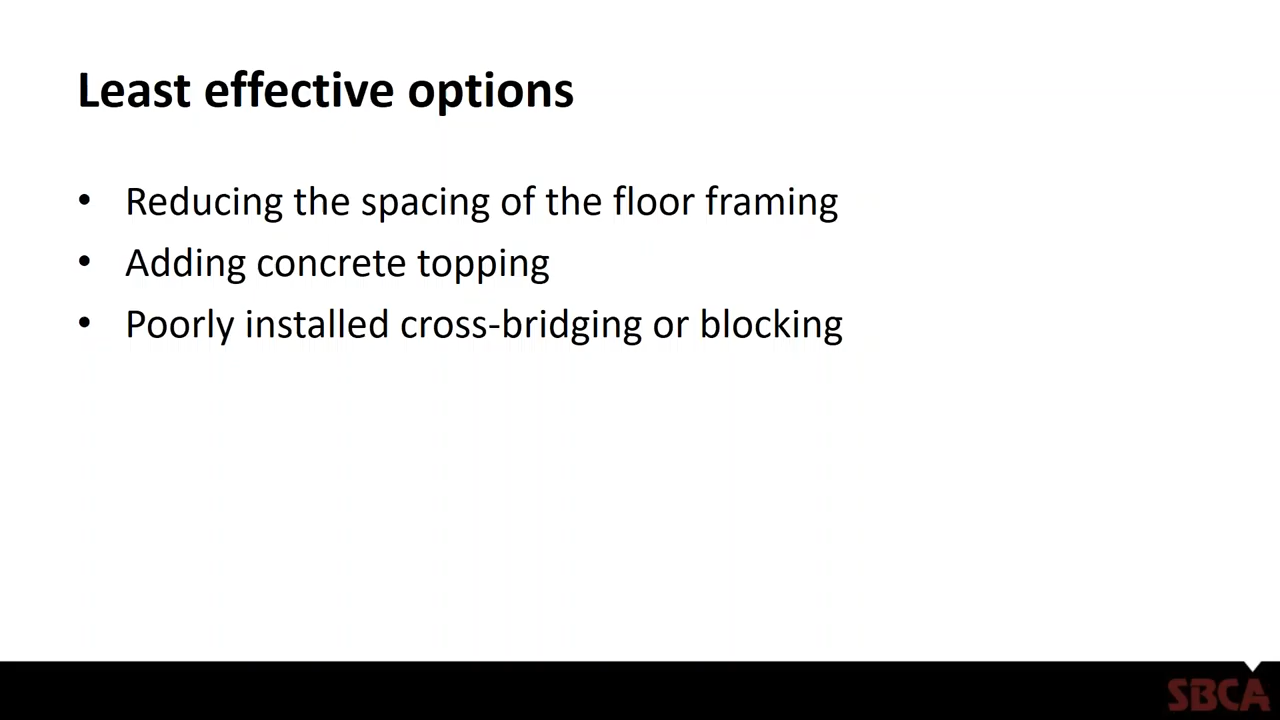 Least effective options
• Reducing the spacing of the floor framing
• Adding concrete topping
• Poorly installed cross-bridging or blocking
SBCA